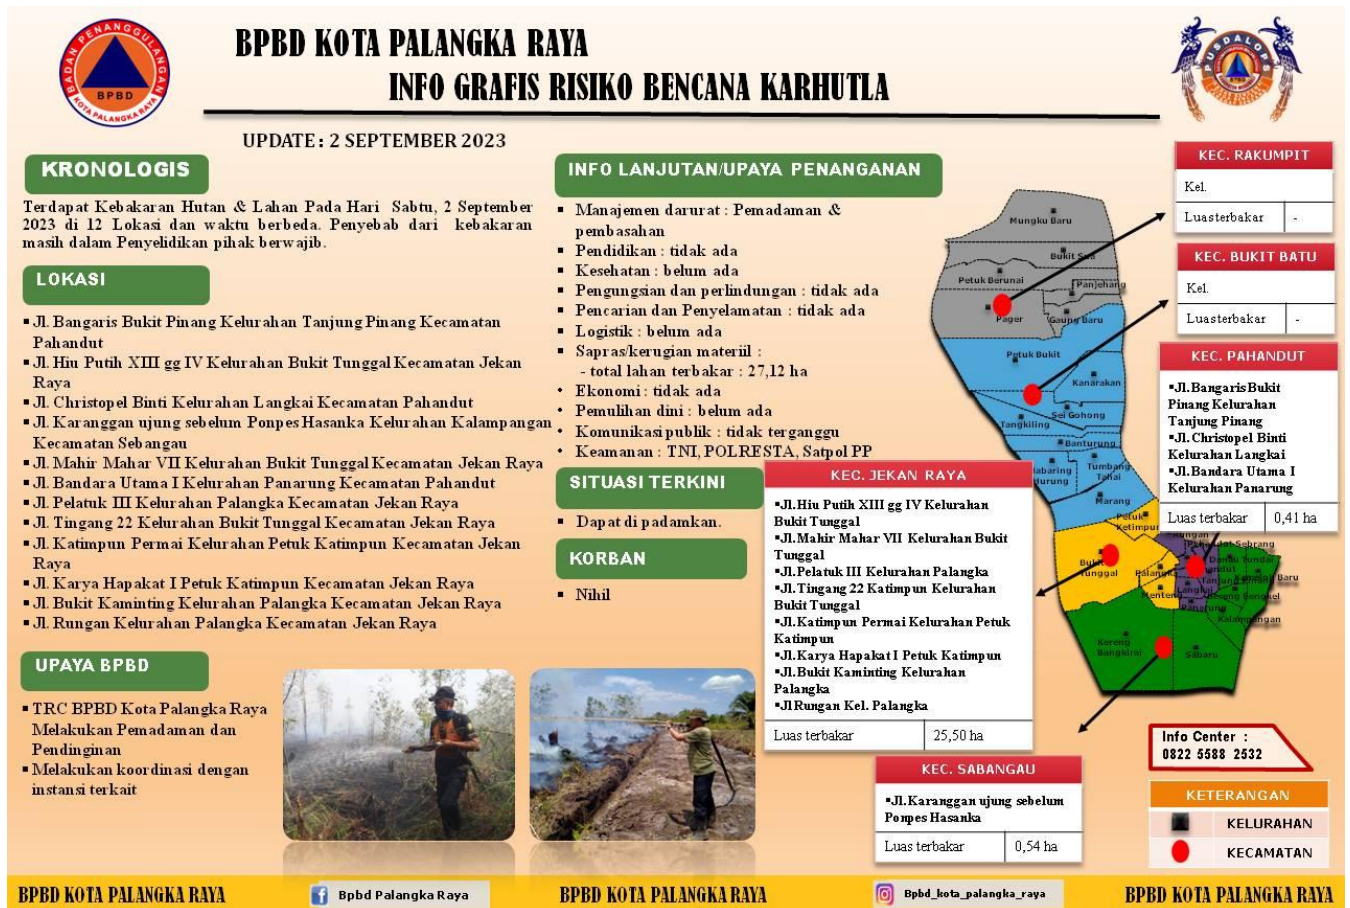 BPBD KOTA PALANGKA RAYA
INFO GRAFIS RISIKO BENCANA KARHUTLA
BADAN PENANGGULANGAN
BPBD
KOTA PALANGKA RAYA
PUSDALOPS
UPDATE : 2 SEPTEMBER 2023
KRONOLOGIS
Terdapat Kebakaran Hutan & Lahan Pada Hari Sabtu, 2 September
2023 di 12 Lokasi dan waktu berbeda. Penyebab dari kebakaran
masih dalam Penyelidikan pihak berwajib.
LOKASI
▪ Jl. Bangaris Bukit Pinang Kelurahan Tanjung Pinang Kecamatan
Pahandut
▪ Jl. Hiu Putih XIII gg IV Kelurahan Bukit Tunggal Kecamatan Jekan
Raya
▪ Jl. Christopel Binti Kelurahan Langkai Kecamatan Pahandut
▪ Jl. Karanggan ujung sebelum Ponpes Hasanka Kelurahan Kalampangan
Kecamatan Sebangau
▪ Jl. Mahir Mahar VII Kelurahan Bukit Tunggal Kecamatan Jekan Raya
▪ Jl. Bandara Utama I Kelurahan Panarung Kecamatan Pahandut
▪ Jl. Pelatuk III Kelurahan Palangka Kecamatan Jekan Raya
▪ Jl. Tingang 22 Kelurahan Bukit Tunggal Kecamatan Jekan Raya
▪ Jl. Katimpun Permai Kelurahan Petuk Katimpun Kecamatan Jekan
Raya
▪ Jl. Karya Hapakat I Petuk Katimpun Kecamatan Jekan Raya
▪ Jl. Bukit Kaminting Kelurahan Palangka Kecamatan Jekan Raya
▪ Jl. Rungan Kelurahan Palangka Kecamatan Jekan Raya
UPAYA BPBD
▪ TRC BPBD Kota Palangka Raya
Melakukan Pemadaman dan
Pendinginan
▪ Melakukan koordinasi dengan
instansi terkait
INFO LANJUTAN/UPAYA PENANGANAN
▪ Manajemen darurat : Pemadaman &
pembasahan
▪ Pendidikan : tidak ada
▪ Kesehatan : belum ada
▪ Pengungsian dan perlindungan : tidak ada
▪ Pencarian dan Penyelamatan : tidak ada
▪ Logistik : belum ada
▪ Sapras/kerugian materiil :
- total lahan terbakar : 27,12 ha
• Ekonomi : tidak ada
• Pemulihan dini : belum ada
• Komunikasi publik : tidak terganggu
• Keamanan : TNI, POLRESTA, Satpol PP
SITUASI TERKINI
▪ Dapat di padamkan.
KORBAN
▪ Nihil
KEC. RAKUMPIT
Kel.
Luas terbakar -
KEC. BUKIT BATU
Kel.
Luas terbakar -
KEC. PAHANDUT
▪Jl.Bangaris Bukit
Pinang Kelurahan
Tanjung Pinang
▪Jl. Christopel Binti
Kelurahan Langkai
▪Jl.Bandara Utama I
Kelurahan Panarung
Luas terbakar 0,41 ha
KEC. JEKAN RAYA
▪Jl.Hiu Putih XIII gg IV Kelurahan
Bukit Tunggal
▪Jl.Mahir Mahar VII Kelurahan Bukit
Tunggal
▪Jl.Pelatuk III Kelurahan Palangka
▪Jl.Tingang 22 Katimpun Kelurahan
Bukit Tunggal
▪Jl.Katimpun Permai Kelurahan Petuk
Katimpun
▪Jl.Karya Hapakat I Petuk Katimpun
▪Jl.Bukit Kaminting Kelurahan
Palangka
▪Jl Rungan Kel. Palangka
Luas terbakar 25,50 ha
KEC. SABANGAU
▪Jl.Karanggan ujung sebelum
Ponpes Hasanka
Luas terbakar 0,54 ha
Mungku Baru
Bukit Sua
Petuk Berunai
Panjehang
Pager
Gaung Baru
Petuk Bukit
Kanarakan
Sei Gohong
Tangkiling
Banturung
Habaring
Hurung
Tumbang
Tahai
Marang
Petuk
Ketimpun
Bukit
Tunggal
Palangka
Menteng
Langkai
Panarung
Kalampangan
Kereng
Bangkirai
Sabaru
Info Center :
0822 5588 2532
KETERANGAN
KELURAHAN
KECAMATAN
BPBD KOTA PALANGKA RAYA
Bpbd Palangka Raya
BPBD KOTA PALANGKA RAYA
Bpbd_kota_palangka_raya
BPBD KOTA PALANGKA RAYA